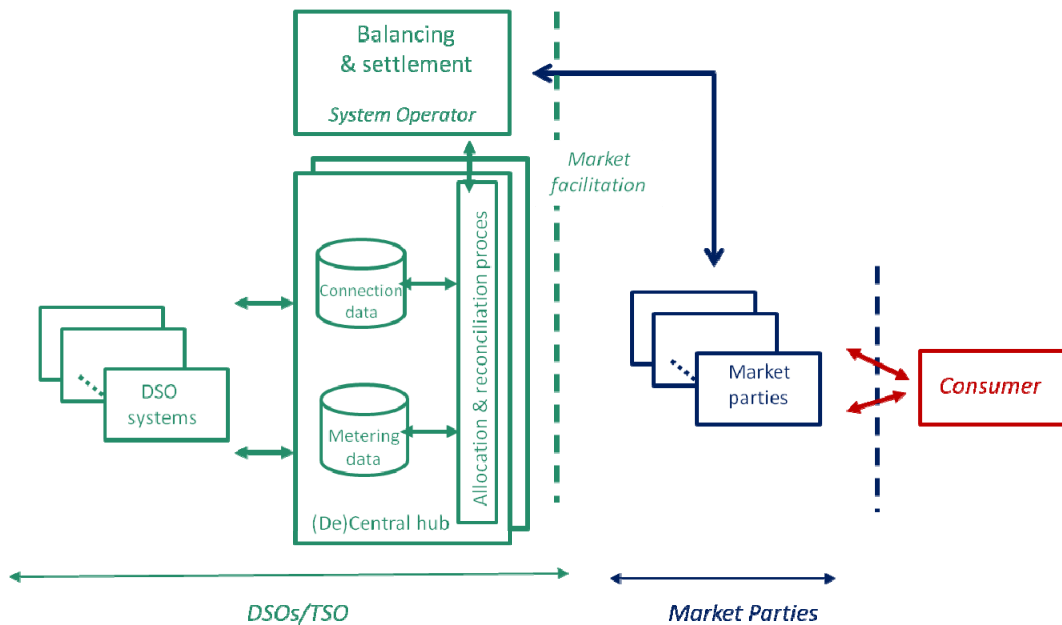 Balancing
& settlement
System Operator
Market
facilitation
Connection
data
Allocation & reconciliation proces
DSO
systems
Metering
data
(De)Central hub
Market
parties
Consumer
DSOs/TSO
Market Parties